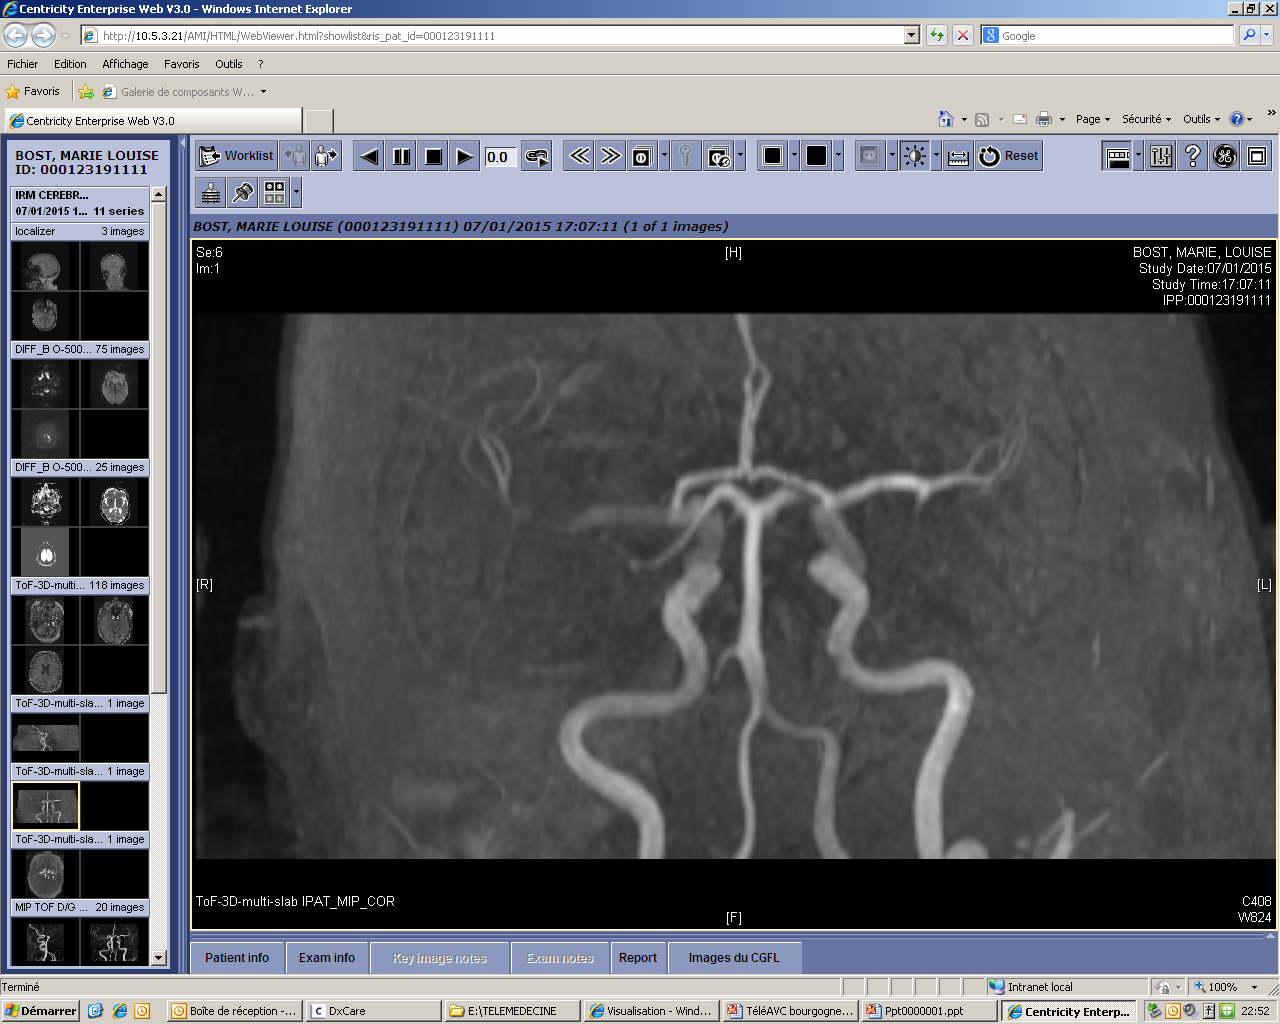 Centricity Enterprise Web V3.0 - Windows Internet Explorer
http://10.5.3.21/AMI/HTML/WebViewer.html?showlist&ris_pat_id=000123191111
Google
Fichier Edition Affichage Favoris Outils ?
Favoris Galerie de composants W...
Centricity Enterprise Web V3.0
Page Sécurité Outils
BOST, MARIE LOUISE
ID: 000123191111
Worklist
0.0
Reset
IRM CEREBR...
07/01/2015 1... 11 series
localizer 3 images
DIFF_B 0-500... 75 images
DIFF_B 0-500... 25 images
ToF-3D-multi... 118 images
ToF-3D-multi-sla... 1 image
ToF-3D-multi-sla... 1 image
ToF-3D-multi-sla... 1 image
MIP TOF D/G ... 20 images
BOST, MARIE LOUISE (000123191111) 07/01/2015 17:07:11 (1 of 1 images)
Se:6
Im:1
[H]
BOST, MARIE, LOUISE
Study Date:07/01/2015
Study Time:17:07:11
IPP:000123191111
[R]
[L]
ToF-3D-multi-slab IPAT_MIP_COR
[F]
C408
W824
Patient info Exam info Key image notes Exam notes Report Images du CGFL
Terminé
Intranet local
100%
Démarrer
Boîte de réception -...
DxCare
E:\TELEMEDECINE
Visualisation - Wind...
TéléAVC bourgogne...
Ppt0000001.ppt
Centricity Enterp...
22:52